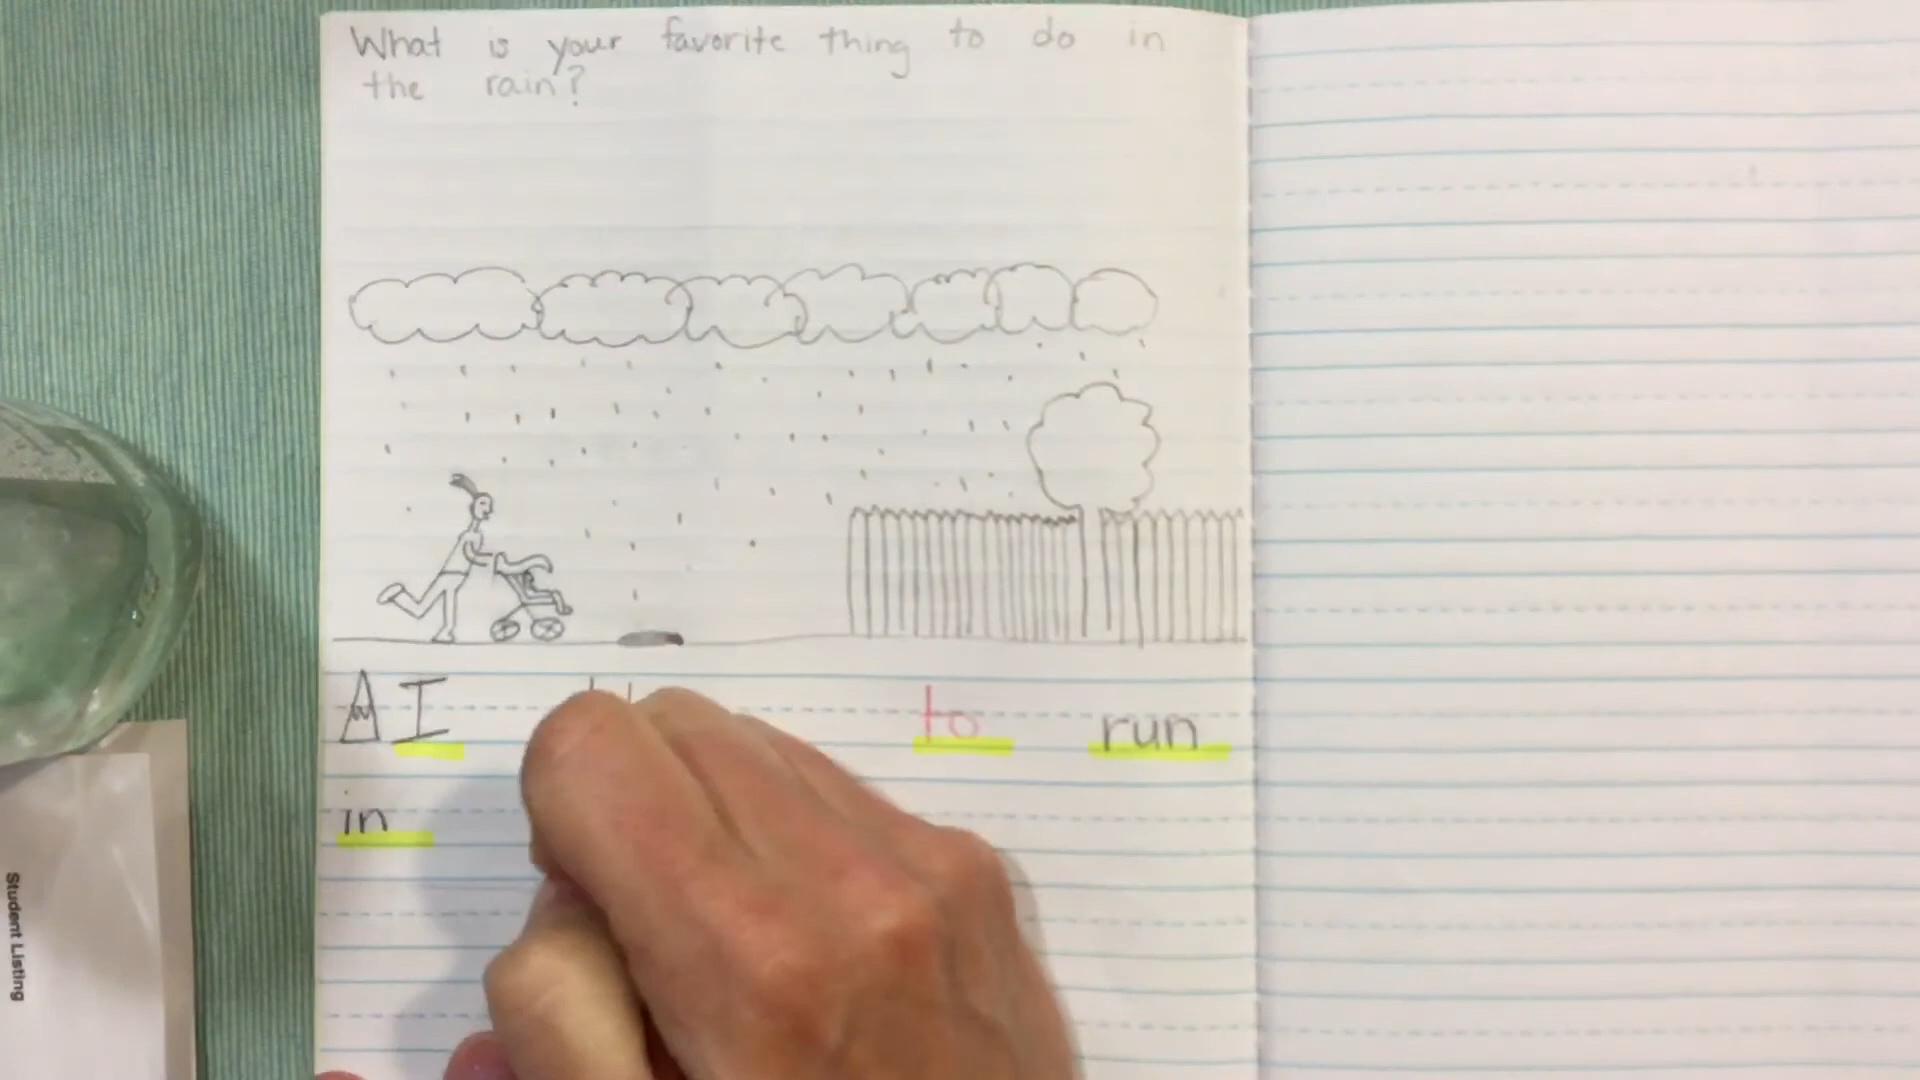 What is your favorite thing to do in
the rain?
A I to run
in
Student Listing